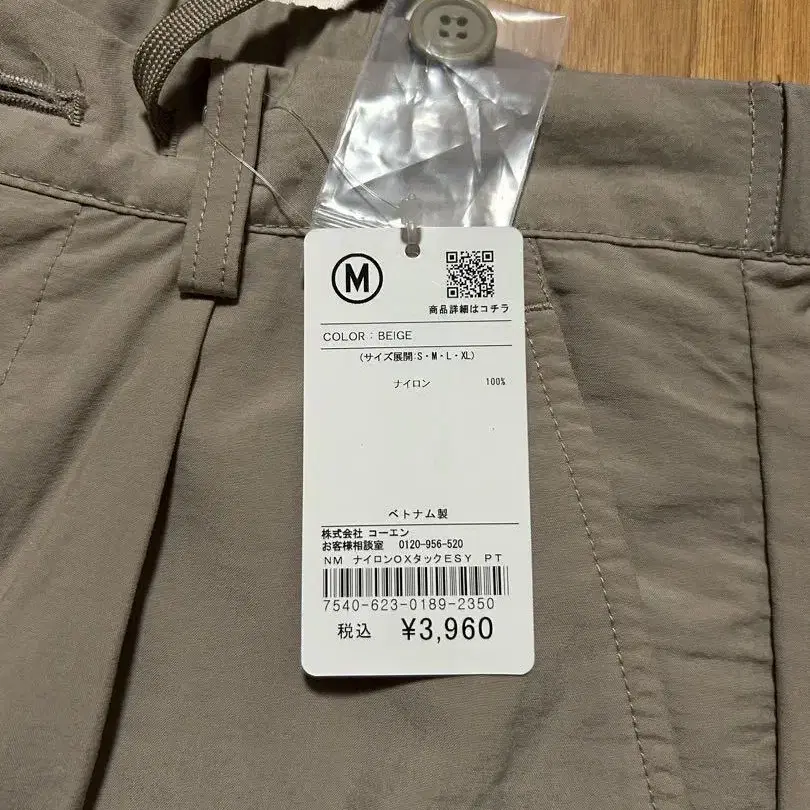 M
商品詳細はコチラ
COLOR：BEIGE
(サイズ展開:S・M・L・XL)
ナイロン 100%
ベトナム製
株式会社 コーエン
お客様相談室 0120-956-520
NM ナイロンOXタックESY PT
7540-623-0189-2350
税込 ¥3,960